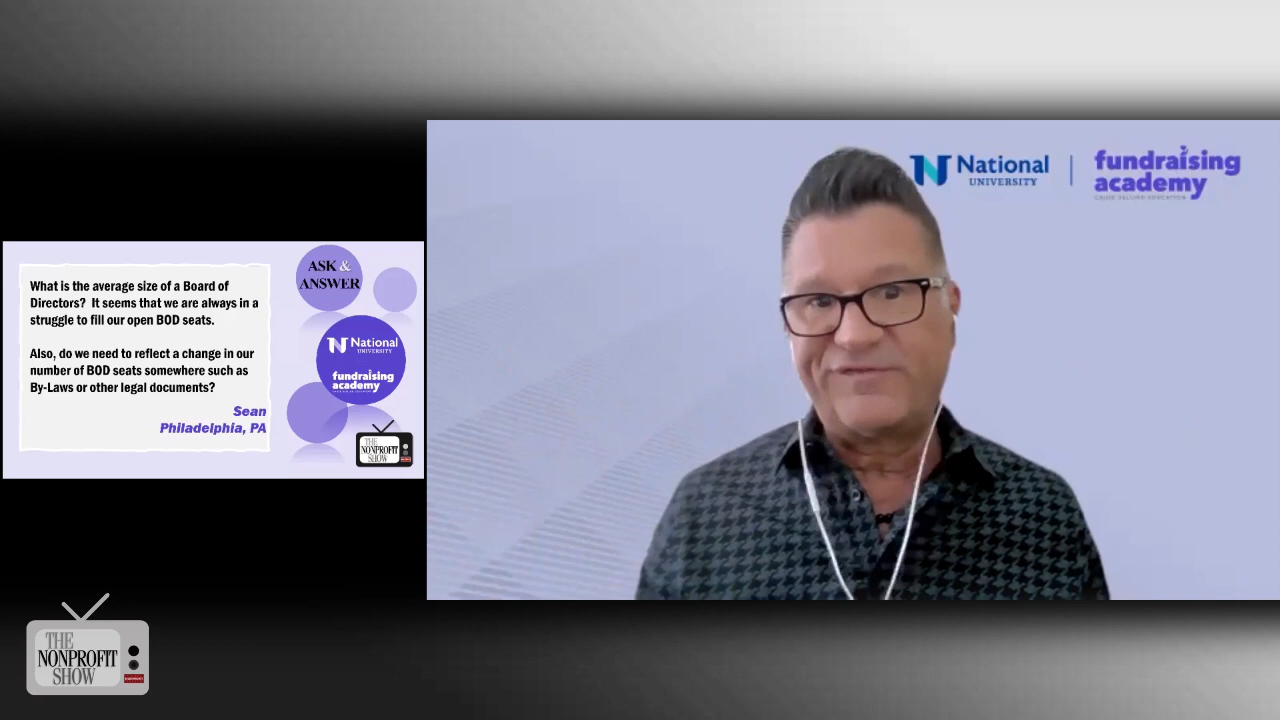 What is the average size of a Board of
Directors? It seems that we are always in a
struggle to fill our open BOD seats.
Also, do we need to reflect a change in our
number of BOD seats somewhere such as
By-Laws or other legal documents?
Sean
Philadelphia, PA
ASK &
ANSWER
National
UNIVERSITY
fundraising
academy
THE
NONPROFIT
SHOW
National
UNIVERSITY
fundraising
academy
CAUSE SELLING EDUCATION
THE
NONPROFIT
SHOW